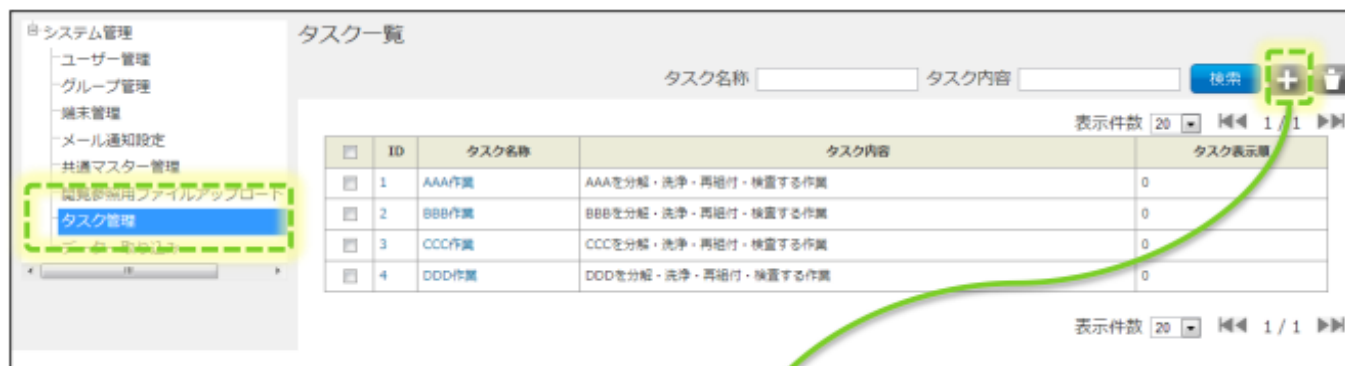 システム管理
ユーザー管理
グループ管理
端末管理
メール通知設定
共通マスター管理
閲覧参照用ファイルアップロード
タスク管理
データ取り込み
タスク一覧
タスク名称 タスク内容 検索
表示件数 20 1 / 1
ID タスク名称 タスク内容 タスク表示順
1 AAA作業 AAAを分解・洗浄・再組付・検査する作業 0
2 BBB作業 BBBを分解・洗浄・再組付・検査する作業 0
3 CCC作業 CCCを分解・洗浄・再組付・検査する作業 0
4 DDD作業 DDDを分解・洗浄・再組付・検査する作業 0
表示件数 20 1 / 1